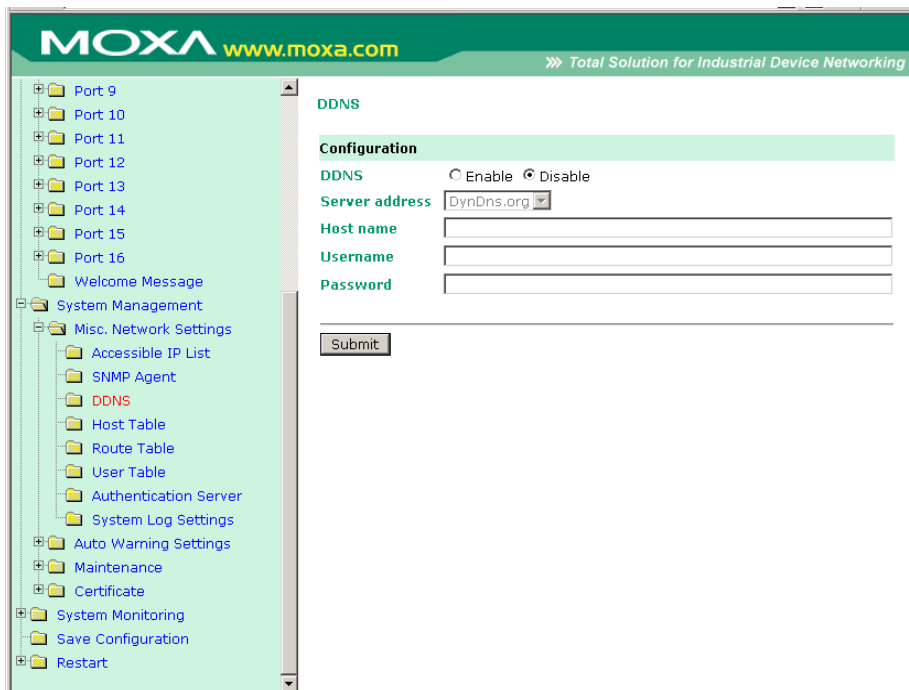 MOXA www.moxa.com
Total Solution for Industrial Device Networking
Port 9
Port 10
Port 11
Port 12
Port 13
Port 14
Port 15
Port 16
Welcome Message
System Management
Misc. Network Settings
Accessible IP List
SNMP Agent
DDNS
Host Table
Route Table
User Table
Authentication Server
System Log Settings
Auto Warning Settings
Maintenance
Certificate
System Monitoring
Save Configuration
Restart
DDNS
Configuration
DDNS Enable Disable
Server address DynDns.org
Host name
Username
Password
Submit